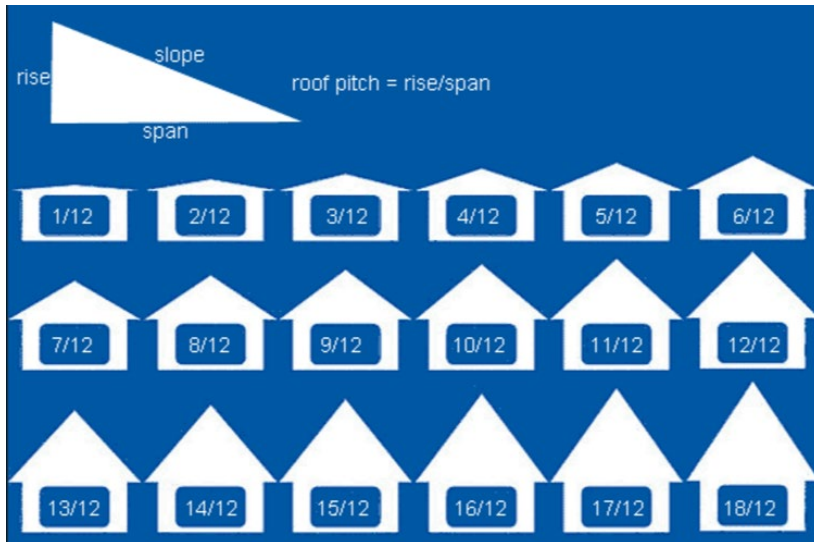 slope
rise
roof pitch = rise/span
span
1/12 2/12 3/12 4/12 5/12 6/12
7/12 8/12 9/12 10/12 11/12 12/12
13/12 14/12 15/12 16/12 17/12 18/12